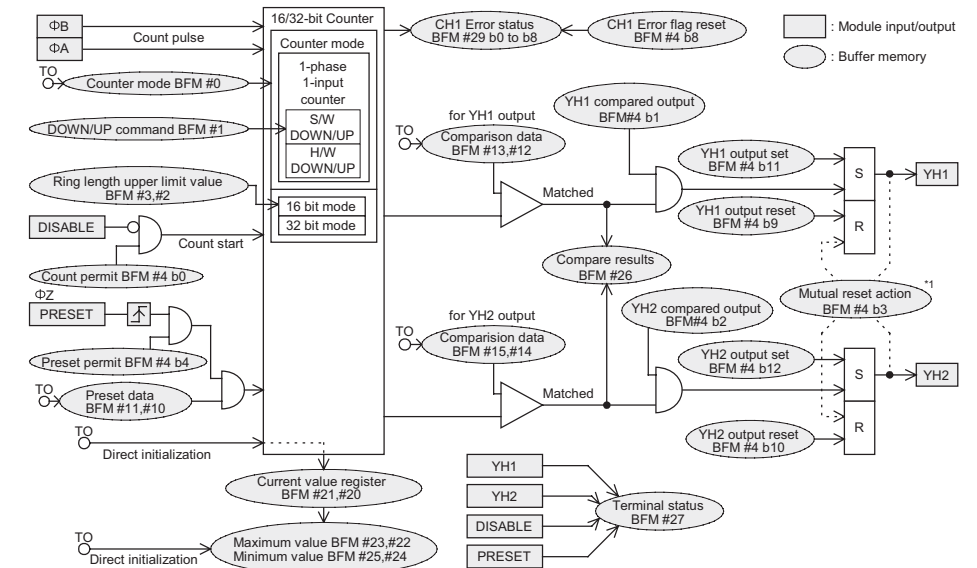 ΦB
ΦA
Count pulse
TO
Counter mode BFM #0
DOWN/UP command BFM #1
Ring length upper limit value
BFM #3,#2
DISABLE
Count start
Count permit BFM #4 b0
ΦZ
PRESET
Preset permit BFM #4 b4
TO
Preset data
BFM #11,#10
TO
Direct initialization
16/32-bit Counter
Counter mode
1-phase
1-input
counter
S/W
DOWN/UP
H/W
DOWN/UP
16 bit mode
32 bit mode
Current value register
BFM #21,#20
TO
Direct initialization
Maximum value BFM #23,#22
Minimum value BFM #25,#24
CH1 Error status
BFM #29 b0 to b8
CH1 Error flag reset
BFM #4 b8
: Module input/output
: Buffer memory
for YH1 output
TO
Comparison data
BFM #13,#12
YH1 compared output
BFM#4 b1
Matched
YH1 output set
BFM #4 b11
YH1 output reset
BFM #4 b9
S
R
YH1
Compare results
BFM #26
Mutual reset action
BFM #4 b3
*1
for YH2 output
TO
Comparision data
BFM #15,#14
YH2 compared output
BFM#4 b2
Matched
YH2 output set
BFM #4 b12
YH2 output reset
BFM #4 b10
S
R
YH2
YH1
YH2
DISABLE
PRESET
Terminal status
BFM #27